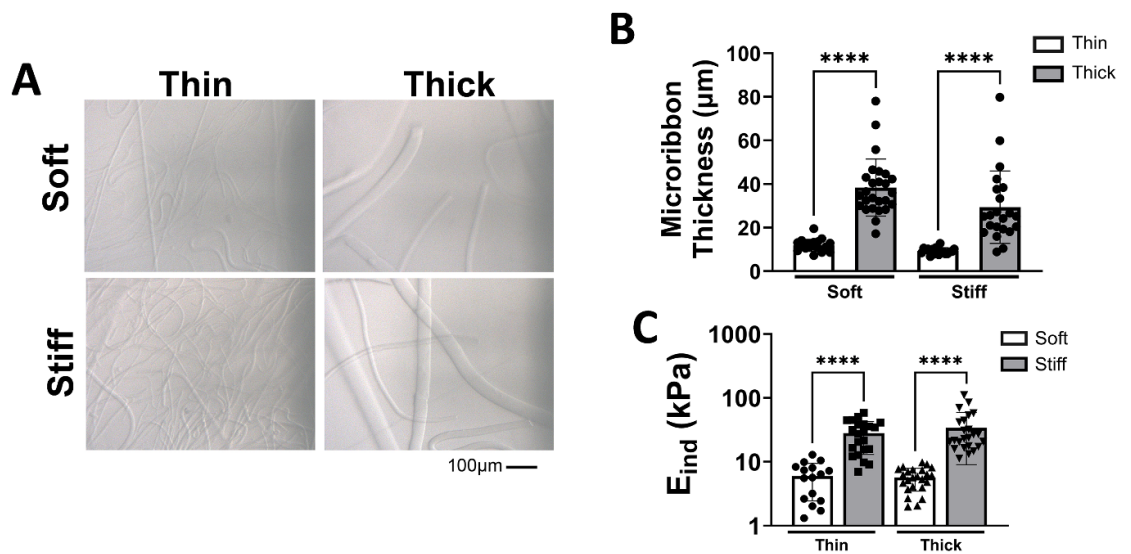 A
Thin
Thick
Soft
Stiff
100µm
B
Microribbon
Thickness (µm)
100
80
60
40
20
0
****
****
Thin
Thick
Soft
Stiff
C
E_ind (kPa)
1000
100
10
1
****
****
Soft
Stiff
Thin
Thick